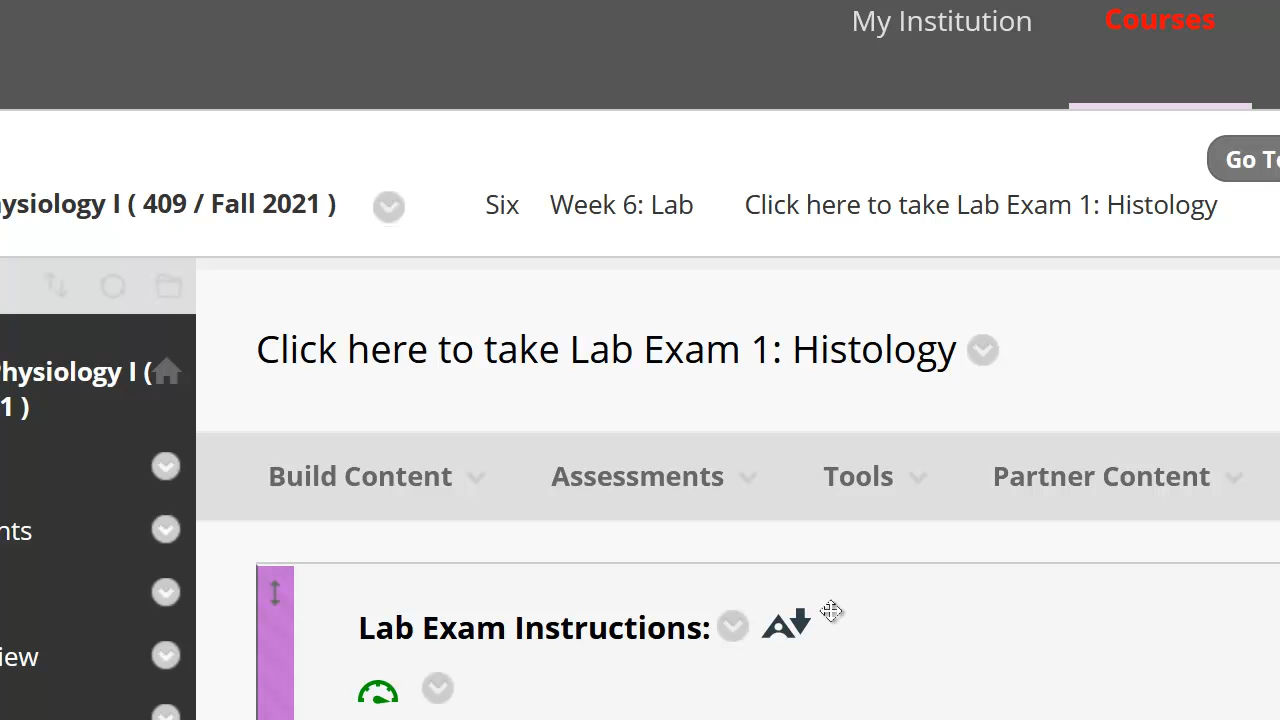 My Institution Courses
Go To
ysiology I ( 409 / Fall 2021 ) Six Week 6: Lab Click here to take Lab Exam 1: Histology
Click here to take Lab Exam 1: Histology
Physiology I (
1 )
nts
iew
Build Content Assessments Tools Partner Content
Lab Exam Instructions: